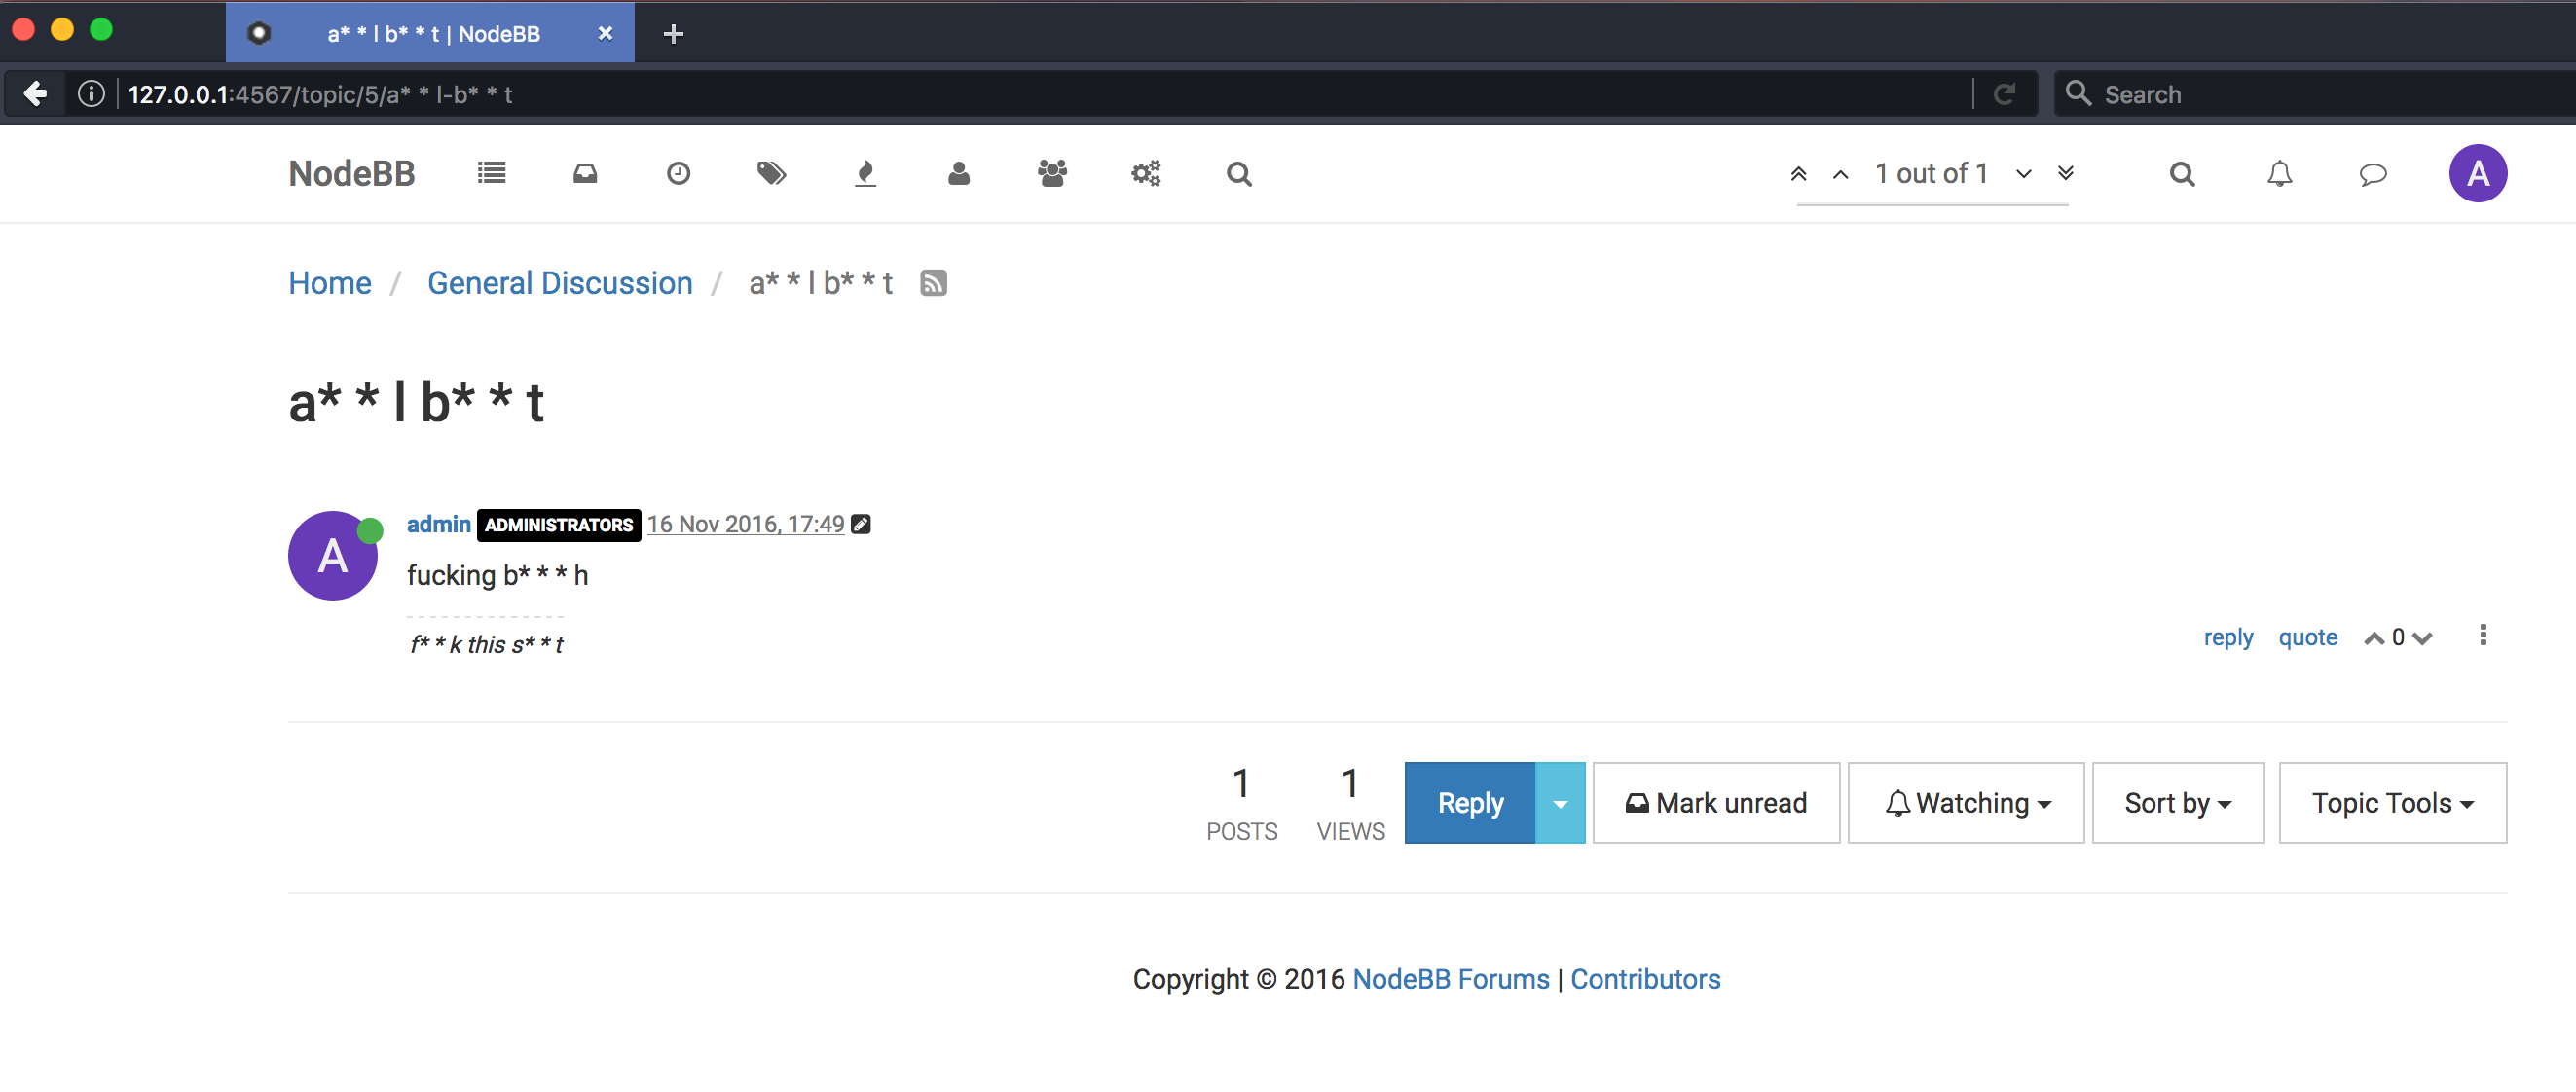 a* * l b* * t | NodeBB
127.0.0.1:4567/topic/5/a* * l-b* * t
Search
NodeBB
1 out of 1
A
Home / General Discussion / a* * l b* * t
a* * l b* * t
A
admin ADMINISTRATORS 16 Nov 2016, 17:49
fucking b* * * h
f* * k this s* * t
reply quote 0
1 POSTS
1 VIEWS
Reply
Mark unread
Watching
Sort by
Topic Tools
Copyright © 2016 NodeBB Forums | Contributors